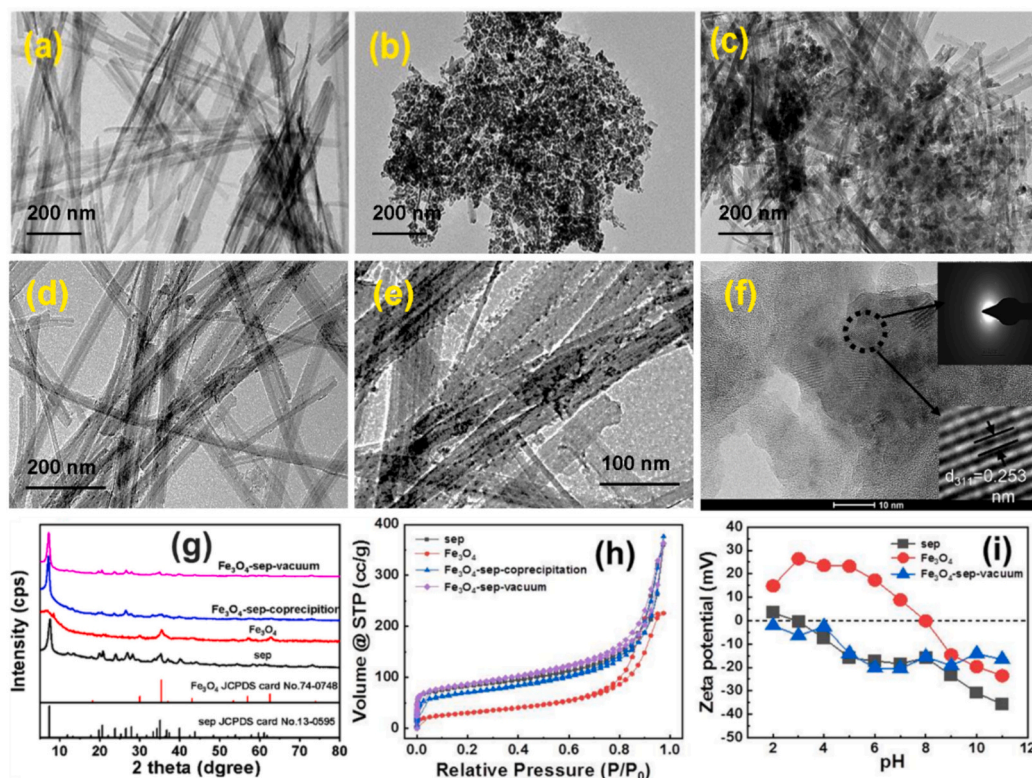 (a)
200 nm
(b)
200 nm
(c)
200 nm
(d)
200 nm
(e)
100 nm
(f)
d311=0.253
nm
10 nm
(g)
Fe3O4-sep-vacuum
Fe3O4-sep-coprecipition
Fe3O4
sep
Fe3O4 JCPDS card No.74-0748
sep JCPDS card No.13-0595
Intensity (cps)
10 20 30 40 50 60 70 80
2 theta (dgree)
(h)
sep
Fe3O4
Fe3O4-sep-coprecipitation
Fe3O4-sep-vacuum
Volume @ STP (cc/g)
400
300
200
100
0
0.0 0.2 0.4 0.6 0.8 1.0
Relative Pressure (P/P0)
(i)
sep
Fe3O4
Fe3O4-sep-vacuum
Zeta potential (mV)
40
30
20
10
0
-10
-20
-30
-40
-50
2 4 6 8 10 12
pH